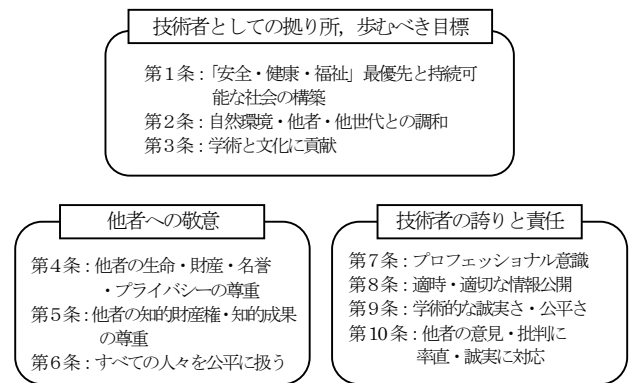 技術者としての拠り所，歩むべき目標
第１条：「安全・健康・福祉」最優先と持続可
能な社会の構築
第２条：自然環境・他者・他世代との調和
第３条：学術と文化に貢献
他者への敬意
第４条：他者の生命・財産・名誉
・プライバシーの尊重
第５条：他者の知的財産権・知的成果
の尊重
第６条：すべての人々を公平に扱う
技術者の誇りと責任
第７条：プロフェッショナル意識
第８条：適時・適切な情報公開
第９条：学術的な誠実さ・公平さ
第10条：他者の意見・批判に
率直・誠実に対応